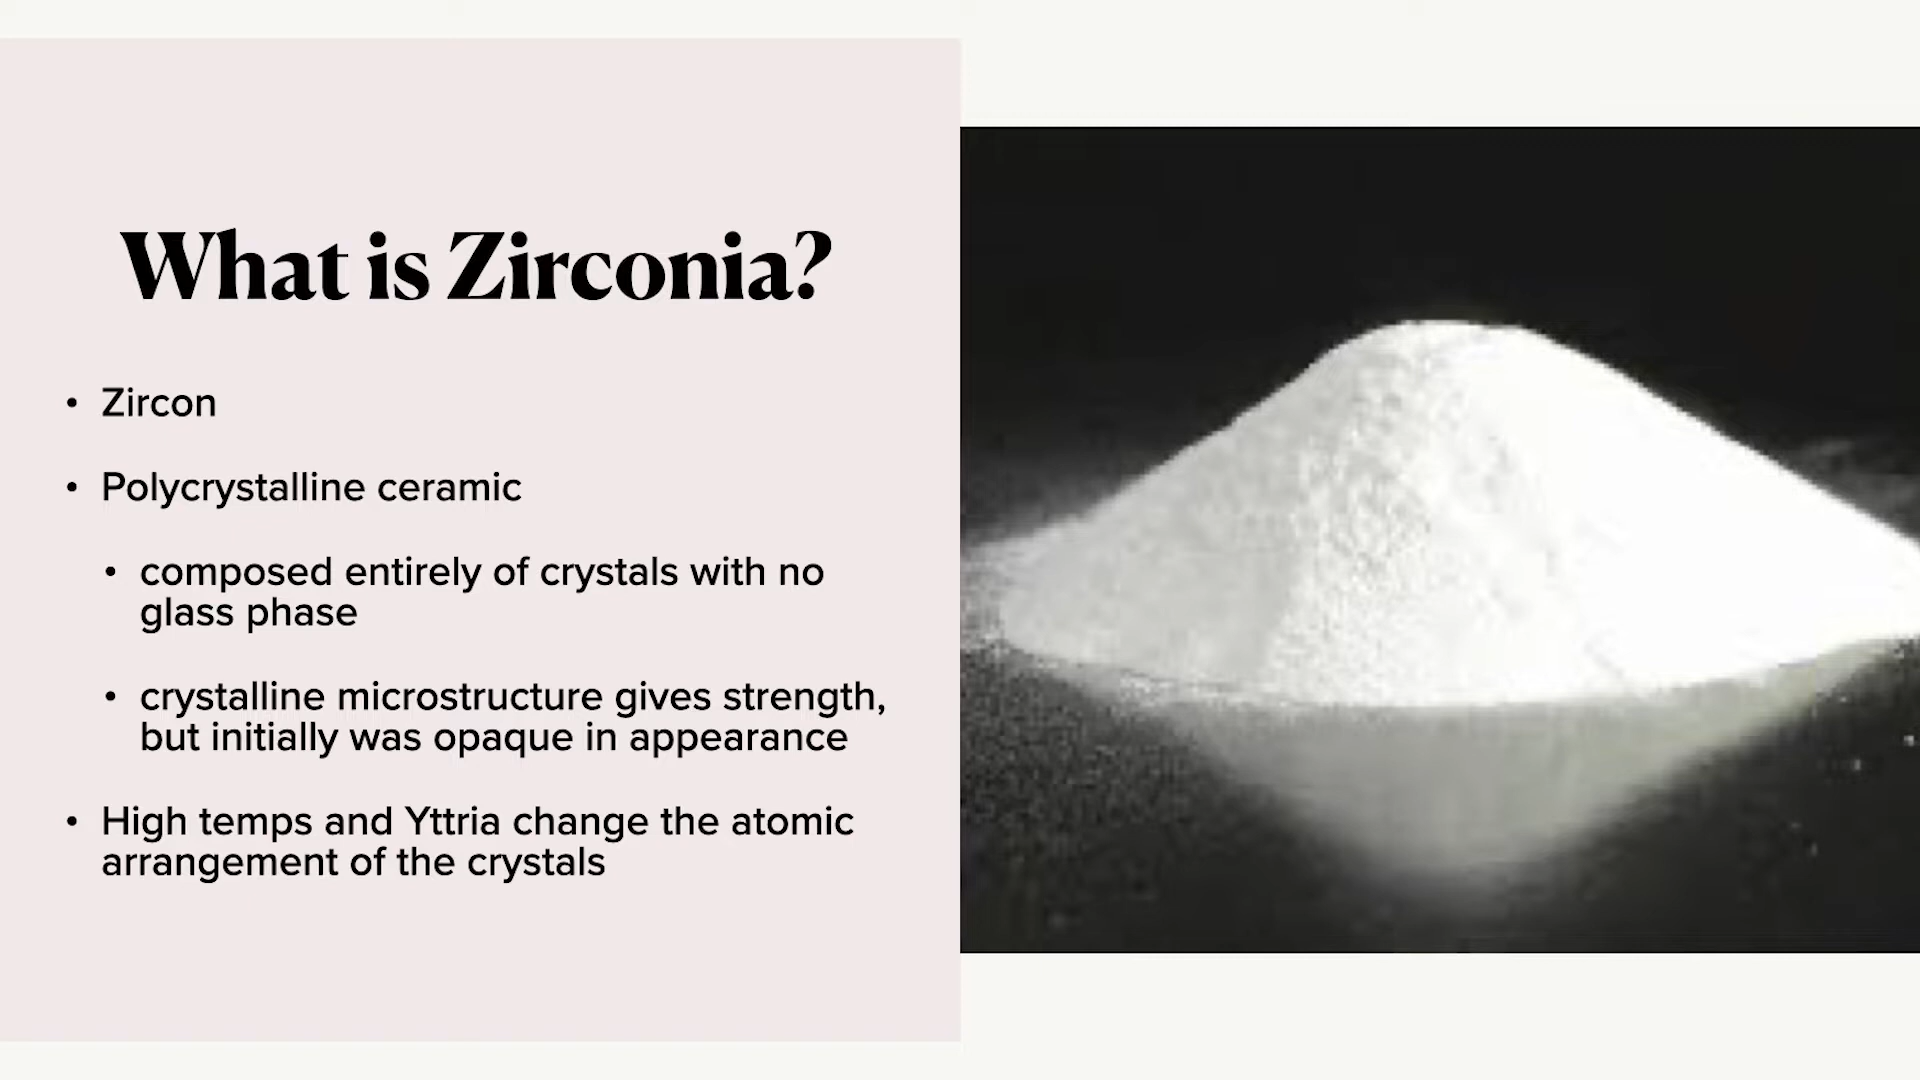 What is Zirconia?
• Zircon
• Polycrystalline ceramic
• composed entirely of crystals with no
glass phase
• crystalline microstructure gives strength,
but initially was opaque in appearance
• High temps and Yttria change the atomic
arrangement of the crystals